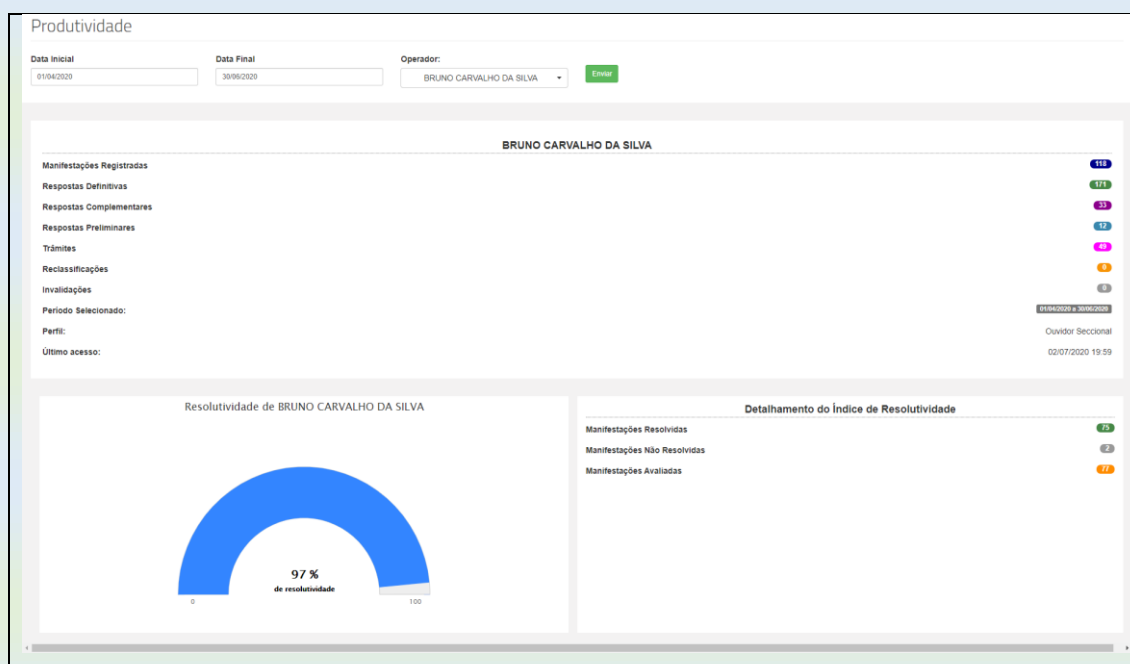 Produtividade
Data Inicial Data Final Operador:
01/04/2020 30/06/2020 BRUNO CARVALHO DA SILVA Enviar
BRUNO CARVALHO DA SILVA
Manifestações Registradas 118
Respostas Definitivas 171
Respostas Complementares 33
Respostas Preliminares 12
Trâmites 49
Reclassificações 0
Invalidações 0
Período Selecionado: 01/04/2020 a 30/06/2020
Perfil: Ouvidor Seccional
Último acesso: 02/07/2020 19:59
Resolutividade de BRUNO CARVALHO DA SILVA
97 %
de resolutividade
0 100
Detalhamento do Índice de Resolutividade
Manifestações Resolvidas 75
Manifestações Não Resolvidas 2
Manifestações Avaliadas 77